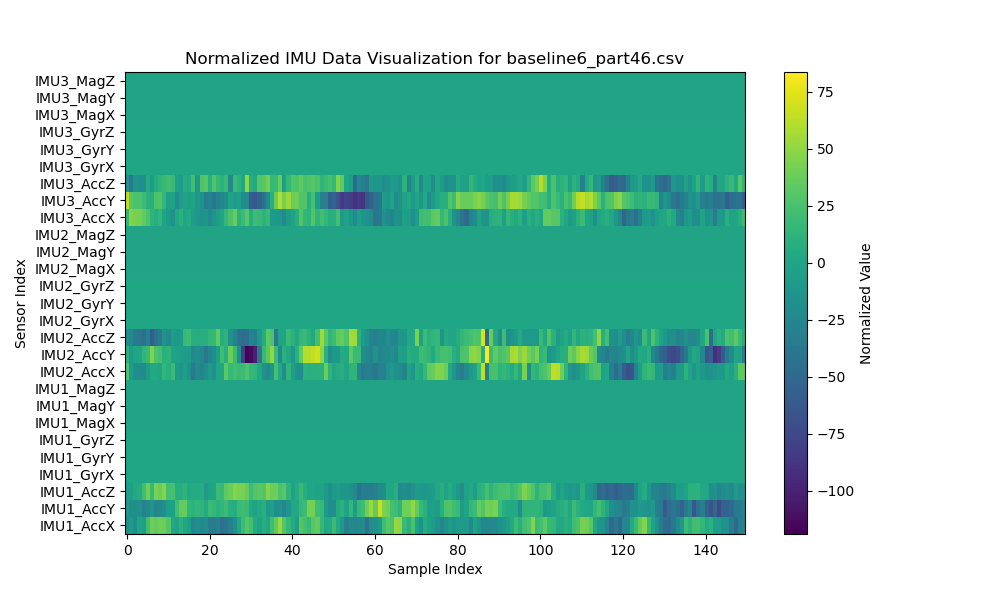 Normalized IMU Data Visualization for baseline6_part46.csv
IMU3_MagZ
IMU3_MagY
IMU3_MagX
IMU3_GyrZ
IMU3_GyrY
IMU3_GyrX
IMU3_AccZ
IMU3_AccY
IMU3_AccX
IMU2_MagZ
IMU2_MagY
IMU2_MagX
IMU2_GyrZ
IMU2_GyrY
IMU2_GyrX
IMU2_AccZ
IMU2_AccY
IMU2_AccX
IMU1_MagZ
IMU1_MagY
IMU1_MagX
IMU1_GyrZ
IMU1_GyrY
IMU1_GyrX
IMU1_AccZ
IMU1_AccY
IMU1_AccX
Sensor Index
0 20 40 60 80 100 120 140
Sample Index
75
50
25
0
−25
−50
−75
−100
Normalized Value